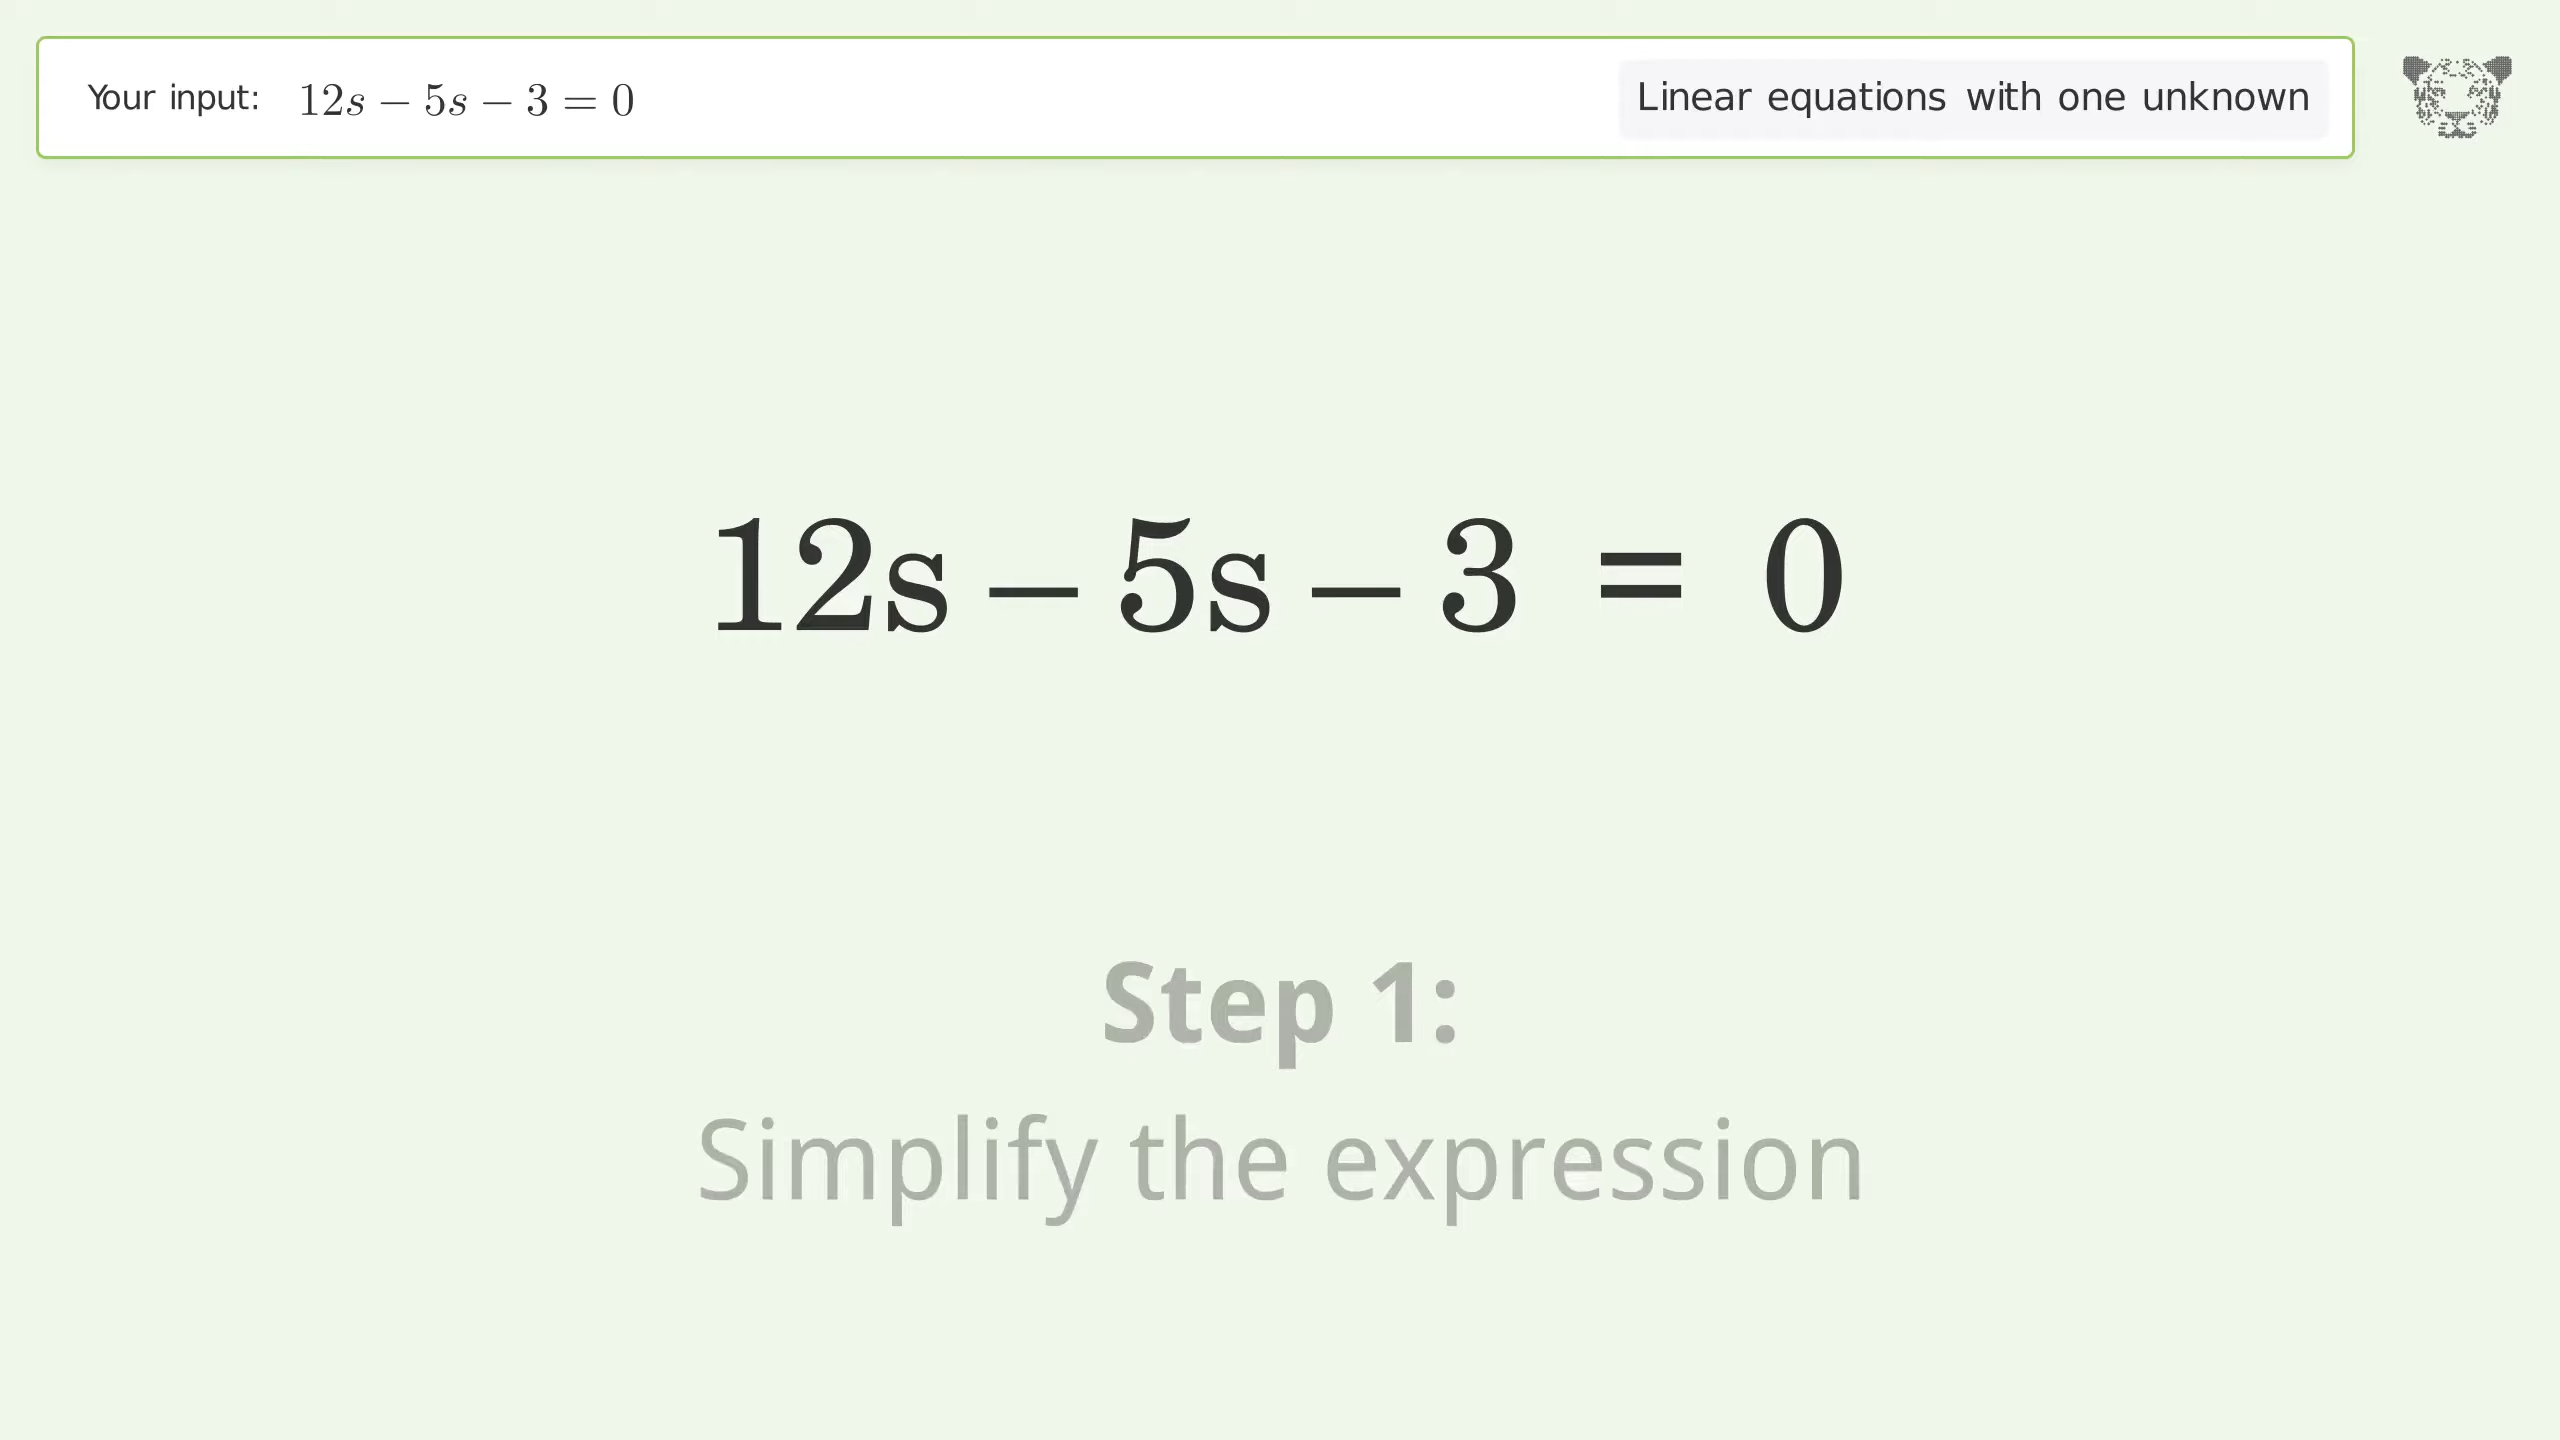 Your input: 12s − 5s − 3 = 0
Linear equations with one unknown
12s − 5s − 3 = 0
Step 1:
Simplify the expression